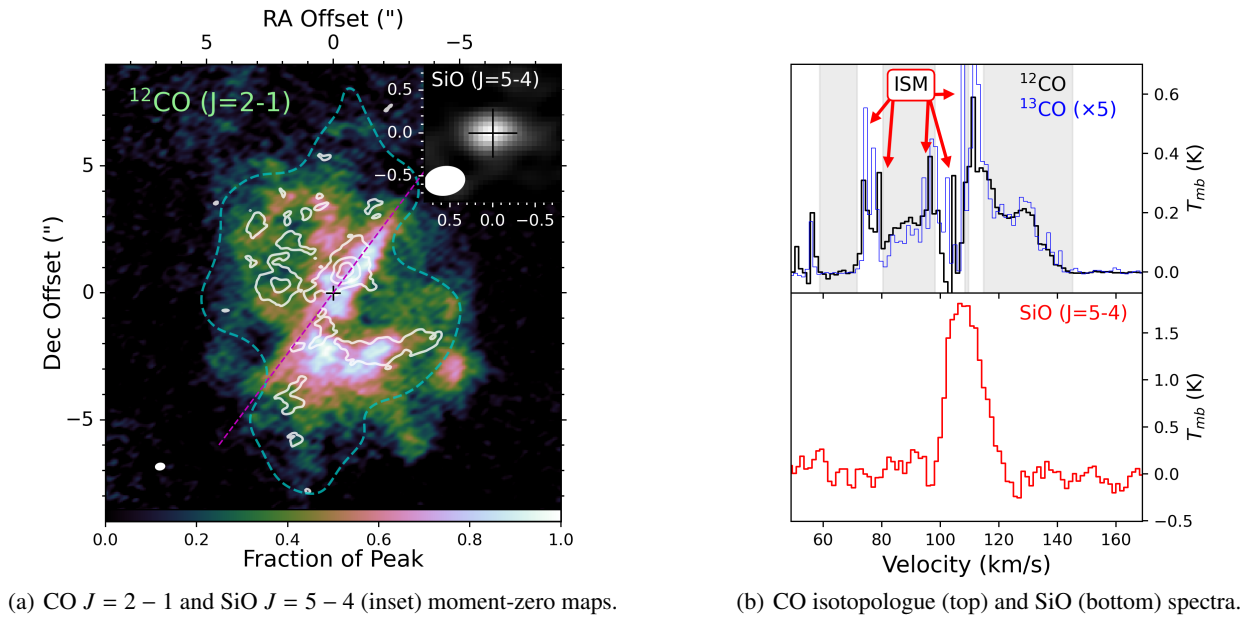 RA Offset (")
5 0 −5
¹²CO (J=2-1)
SiO (J=5-4)
0.5
0.0
−0.5
0.5 0.0 −0.5
Dec Offset (")
5
0
−5
0.0 0.2 0.4 0.6 0.8 1.0
Fraction of Peak
(a) CO J = 2 − 1 and SiO J = 5 − 4 (inset) moment-zero maps.
ISM
¹²CO
¹³CO (×5)
0.6
0.4
0.2
0.0
T_mb (K)
SiO (J=5-4)
1.5
1.0
0.5
0.0
−0.5
T_mb (K)
60 80 100 120 140 160
Velocity (km/s)
(b) CO isotopologue (top) and SiO (bottom) spectra.